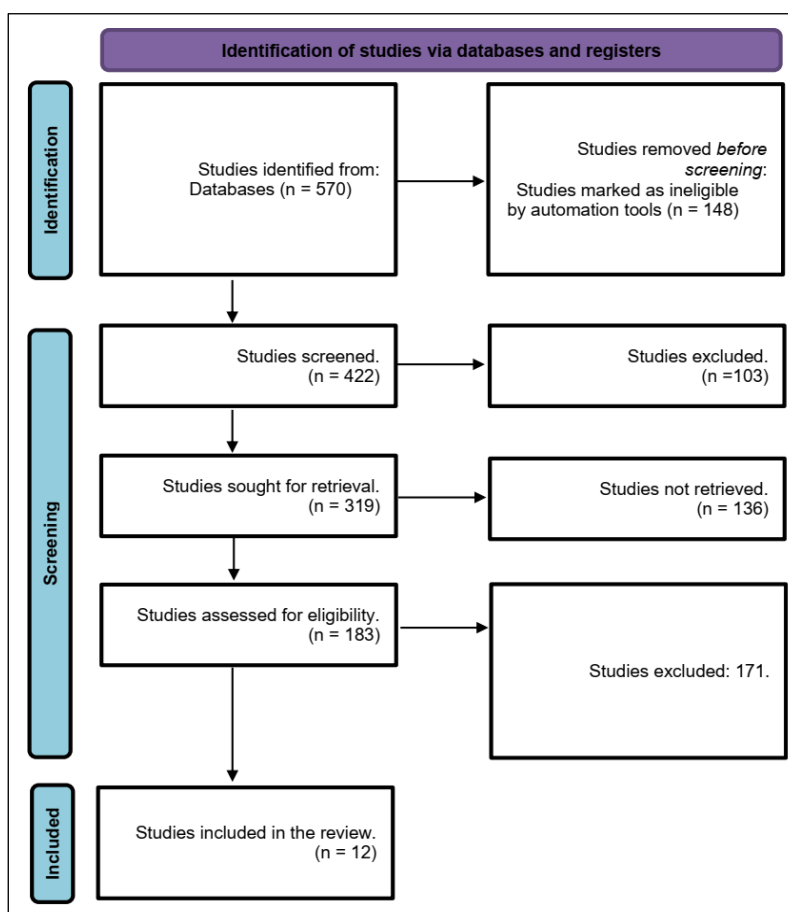 Identification of studies via databases and registers
Identification
Studies identified from:
Databases (n = 570)
Studies removed before
screening:
Studies marked as ineligible
by automation tools (n = 148)
Screening
Studies screened.
(n = 422)
Studies excluded.
(n =103)
Studies sought for retrieval.
(n = 319)
Studies not retrieved.
(n = 136)
Studies assessed for eligibility.
(n = 183)
Studies excluded: 171.
Included
Studies included in the review.
(n = 12)